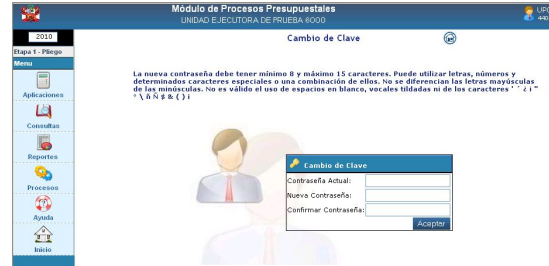 Módulo de Procesos Presupuestales
UNIDAD EJECUTORA DE PRUEBA 6000
UPC
440
2010
Etapa 1 - Pliego
Menu
Aplicaciones
Consultas
Reportes
Procesos
Ayuda
Inicio
Cambio de Clave
La nueva contraseña debe tener mínimo 8 y máximo 15 caracteres. Puede utilizar letras, números y
determinados caracteres especiales o una combinación de ellos. No se diferencian las letras mayúsculas
de las minúsculas. No es válido el uso de espacios en blanco, vocales tildadas ni de los caracteres ' ´ ¿ i "
° \ ñ Ñ $ & ( ) i
Cambio de Clave
Contraseña Actual:
Nueva Contraseña:
Confirmar Contraseña:
Aceptar